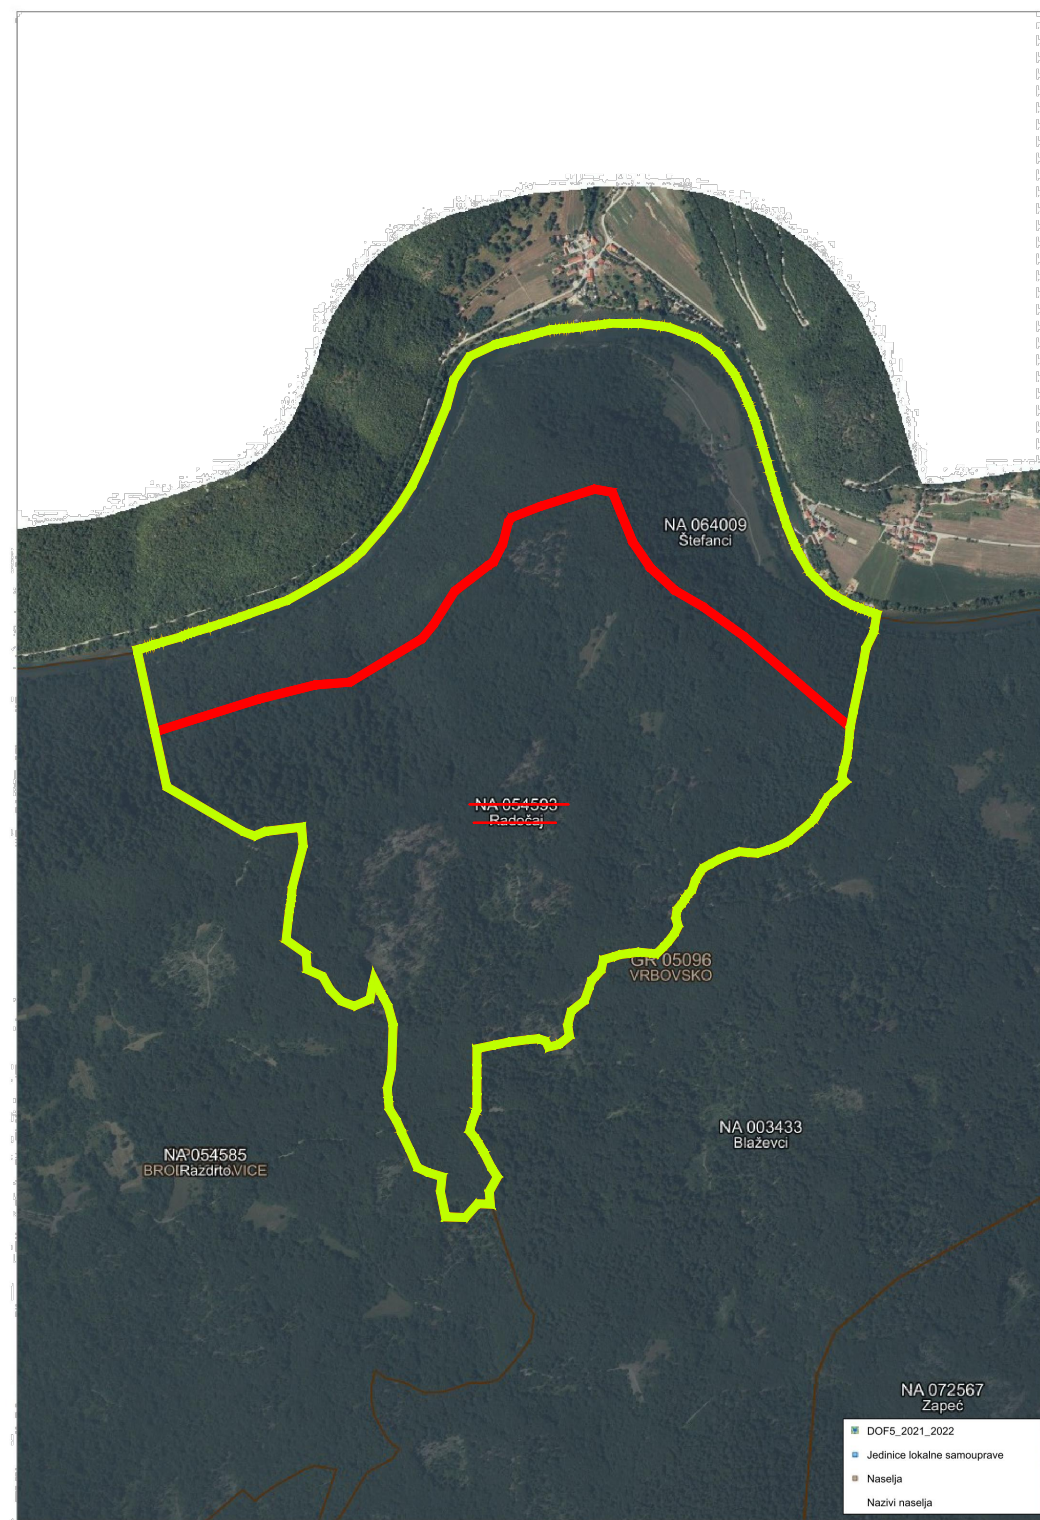 NA 064009
Štefanci
NA 054593
Radočaj
GR 05096
VRBOVSKO
NA 003433
Blaževci
NA 054585
Razdrto
NA 072567
Zapeć
DOF5_2021_2022
Jedinice lokalne samouprave
Naselja
Nazivi naselja